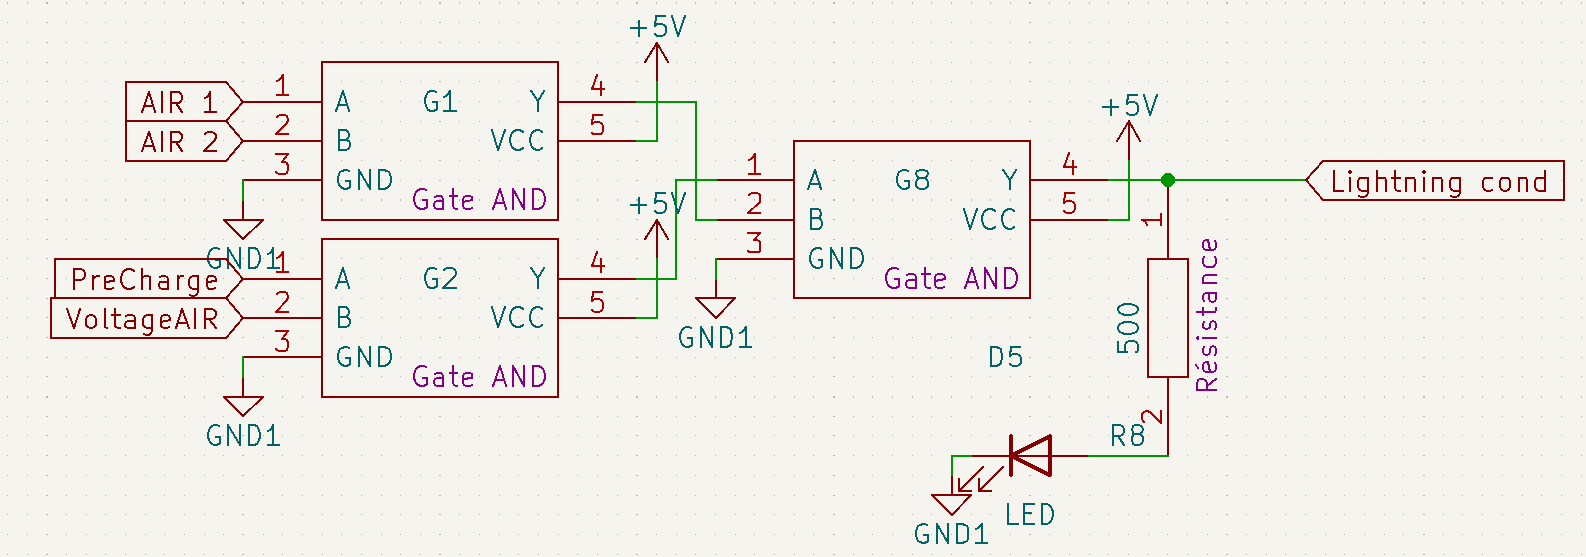 +5V
AIR 1
1
A
G1
Y
4
AIR 2
2
B
VCC
5
3
GND
Gate AND
GND1
+5V
PreCharge
1
A
G2
Y
4
VoltageAIR
2
B
VCC
5
3
GND
Gate AND
GND1
+5V
1
A
G8
Y
4
2
B
VCC
5
3
GND
Gate AND
GND1
Lightning cond
1
500
Résistance
2
R8
D5
LED
GND1